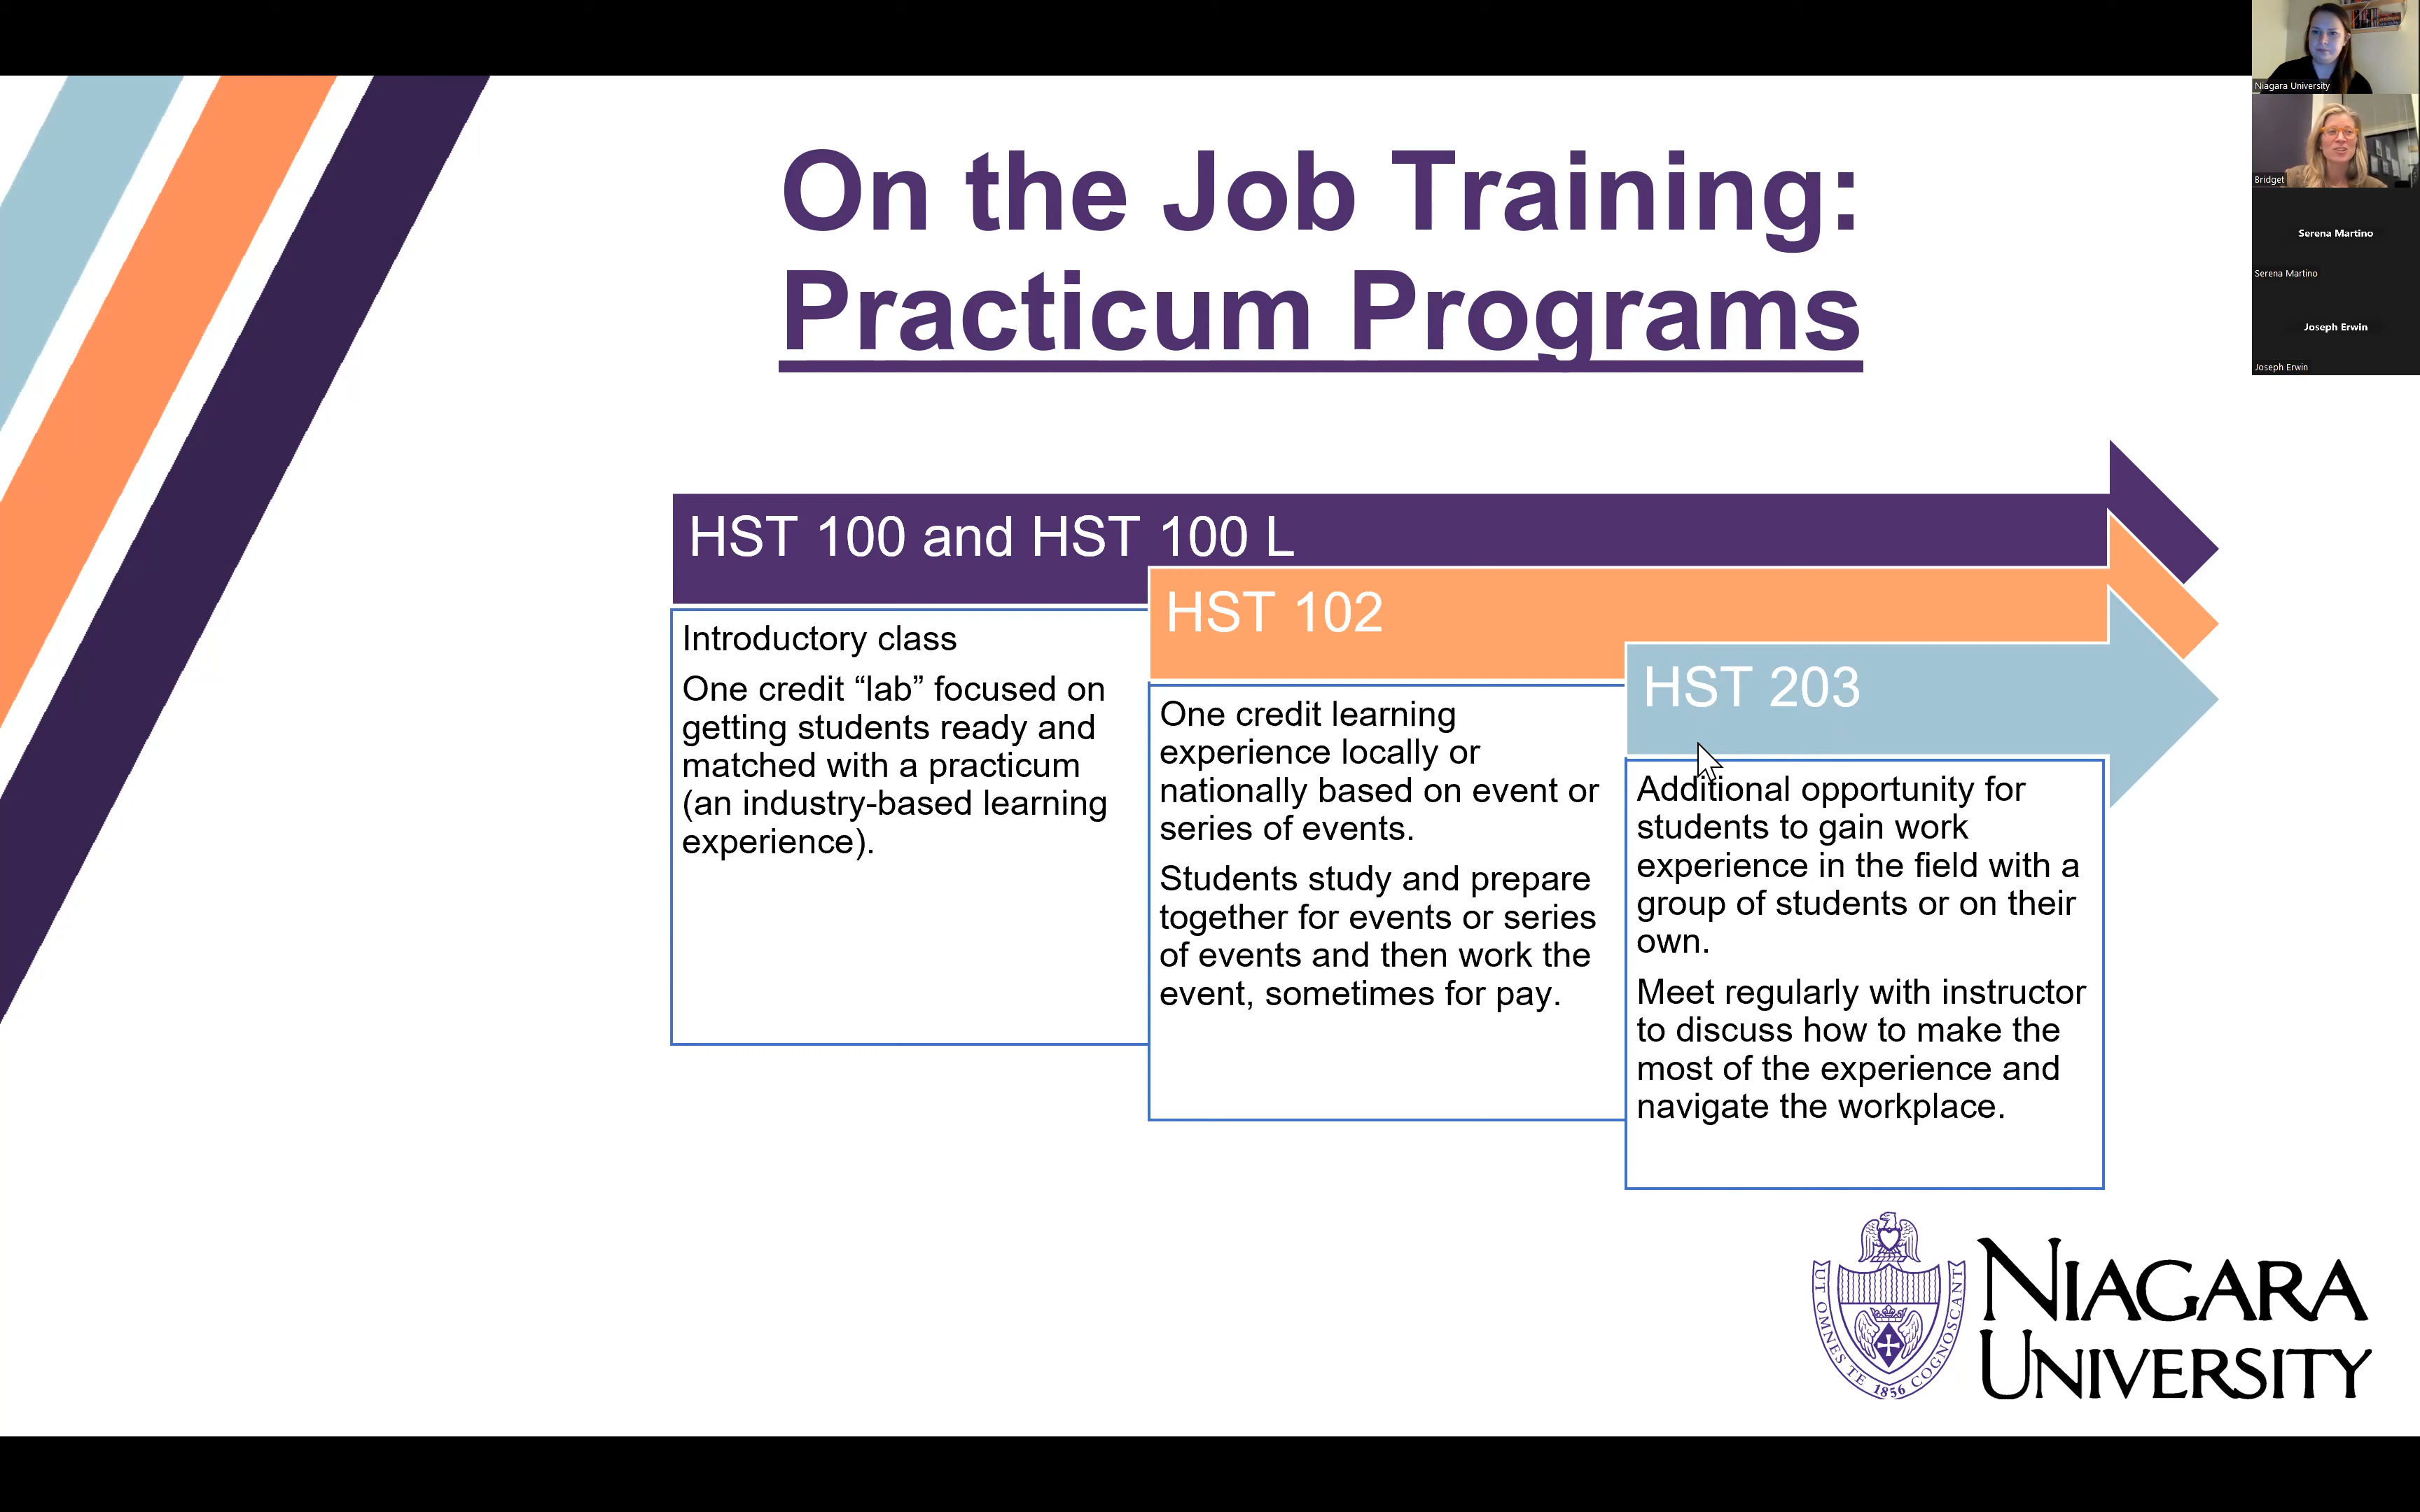 On the Job Training:
Practicum Programs
HST 100 and HST 100 L
Introductory class
One credit “lab” focused on
getting students ready and
matched with a practicum
(an industry-based learning
experience).
HST 102
One credit learning
experience locally or
nationally based on event or
series of events.
Students study and prepare
together for events or series
of events and then work the
event, sometimes for pay.
HST 203
Additional opportunity for
students to gain work
experience in the field with a
group of students or on their
own.
Meet regularly with instructor
to discuss how to make the
most of the experience and
navigate the workplace.
UT OMNES TE COGNOSCANT
1856
NIAGARA
UNIVERSITY
Niagara University
Bridget
Serena Martino
Serena Martino
Joseph Erwin
Joseph Erwin